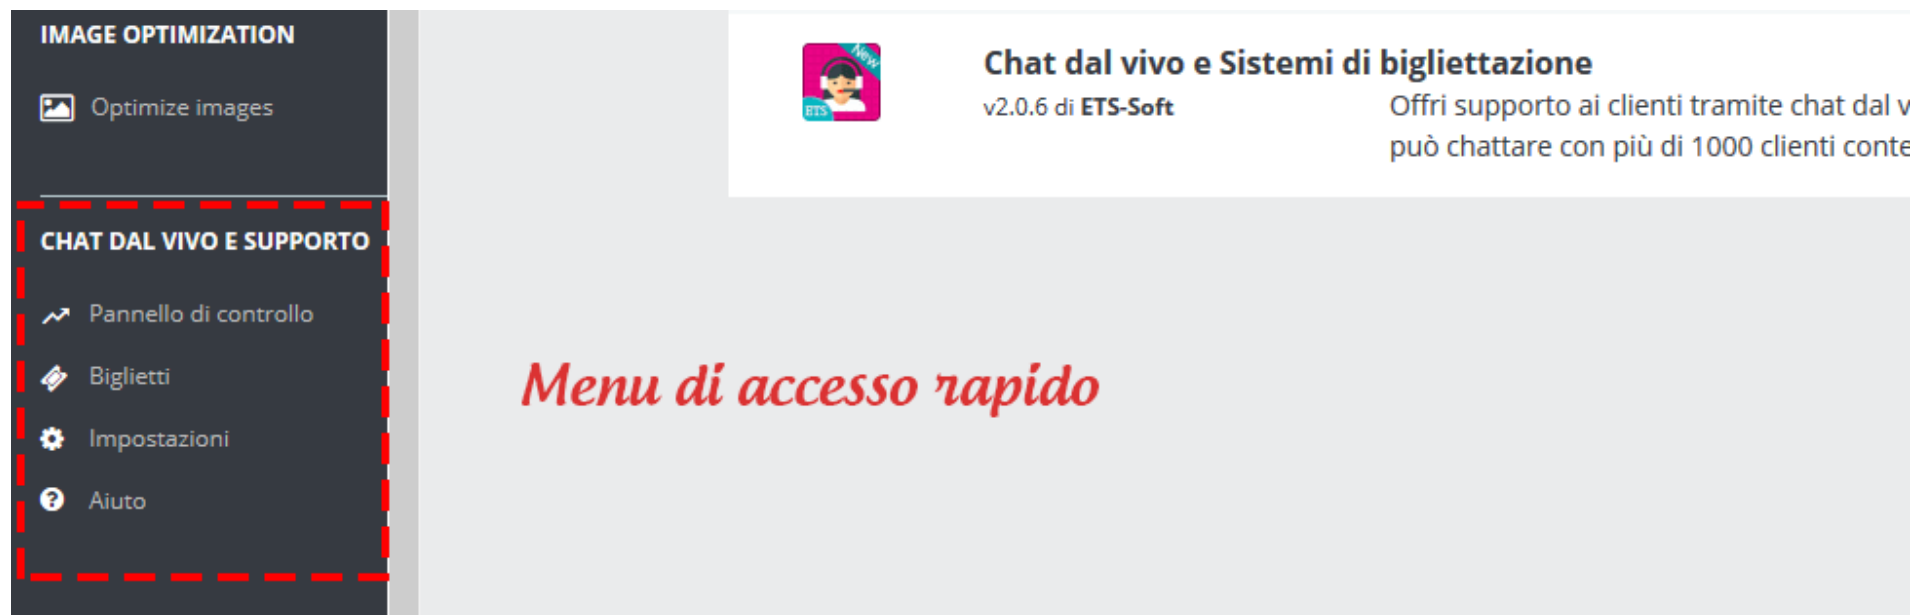 IMAGE OPTIMIZATION
Optimize images
CHAT DAL VIVO E SUPPORTO
Pannello di controllo
Biglietti
Impostazioni
Aiuto
New
ETS
Chat dal vivo e Sistemi di bigliettazione
v2.0.6 di ETS-Soft
Offri supporto ai clienti tramite chat dal v
può chattare con più di 1000 clienti conte
Menu di accesso rapido